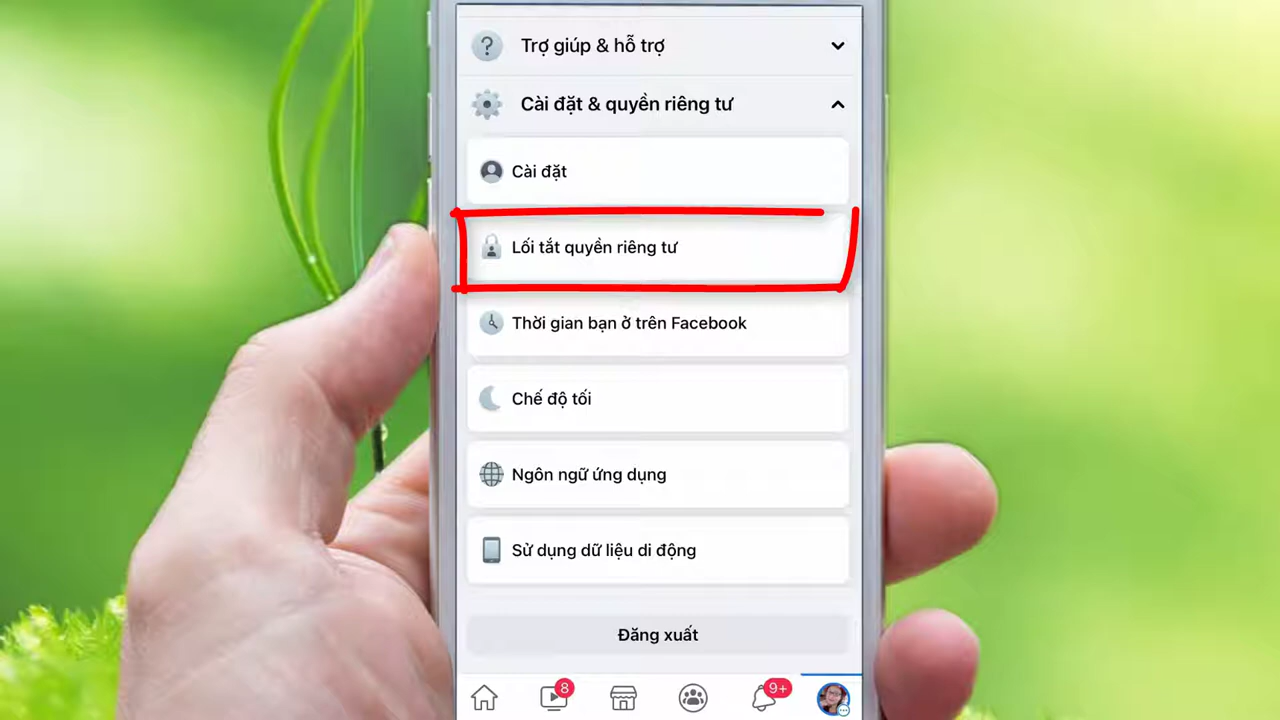 Trợ giúp & hỗ trợ
Cài đặt & quyền riêng tư
Cài đặt
Lối tắt quyền riêng tư
Thời gian bạn ở trên Facebook
Chế độ tối
Ngôn ngữ ứng dụng
Sử dụng dữ liệu di động
Đăng xuất
8
9+